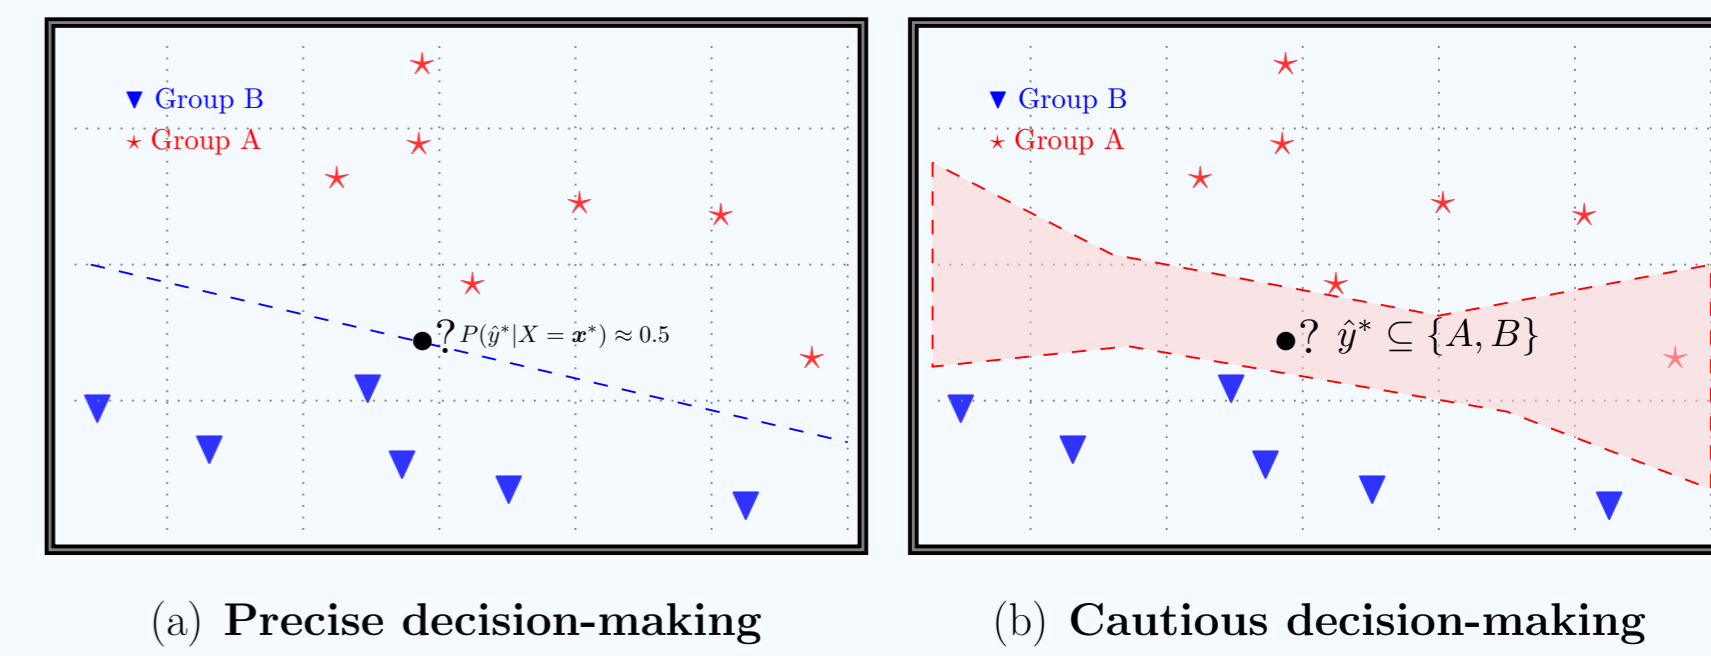 ▼ Group B
⋆ Group A
? P(ŷ*|X = x*) ≈ 0.5
(a) Precise decision-making
▼ Group B
⋆ Group A
? ŷ* ⊆ {A, B}
(b) Cautious decision-making